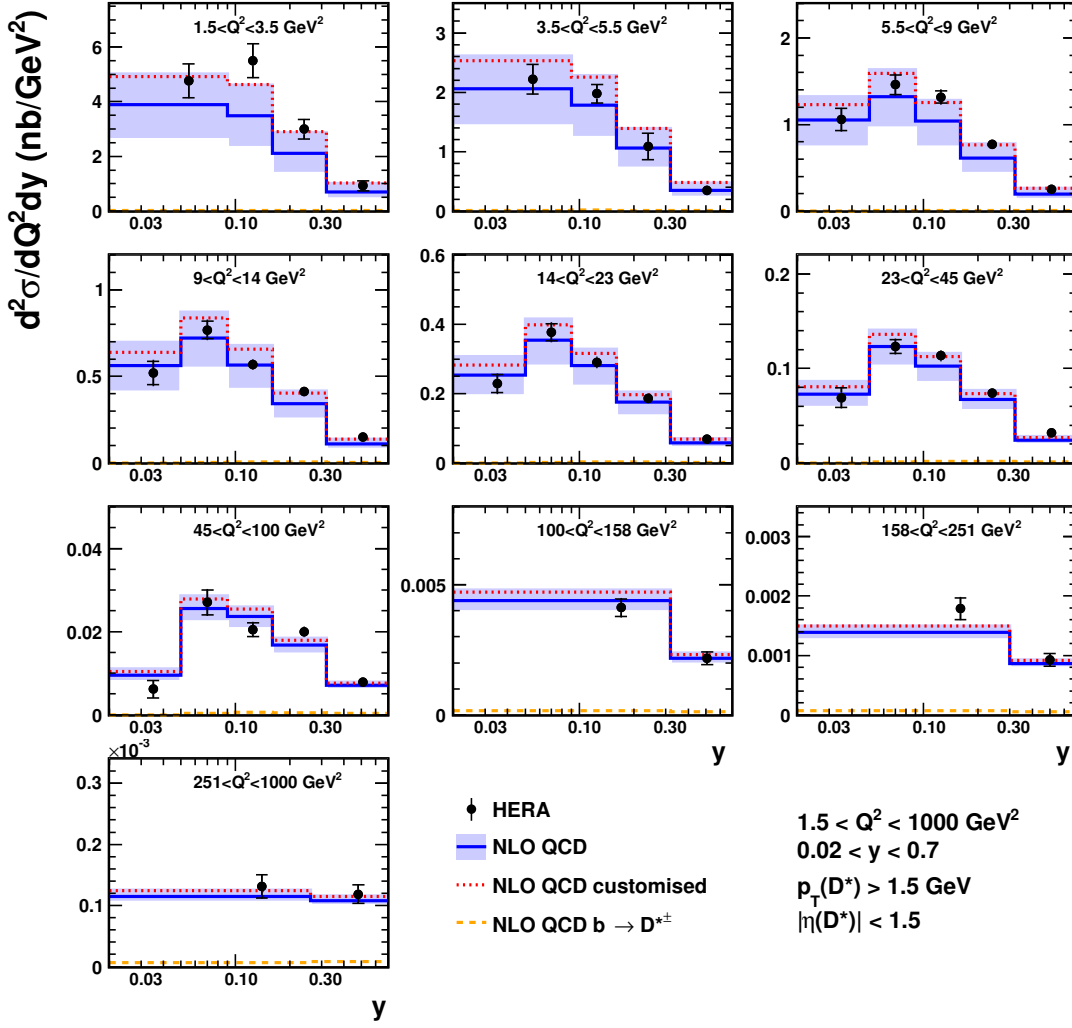 d²σ/dQ²dy (nb/GeV²)
1.5<Q²<3.5 GeV²
0
2
4
6
0.03 0.10 0.30
3.5<Q²<5.5 GeV²
0
1
2
3
0.03 0.10 0.30
5.5<Q²<9 GeV²
0
1
2
0.03 0.10 0.30
9<Q²<14 GeV²
0
0.5
1
0.03 0.10 0.30
14<Q²<23 GeV²
0
0.2
0.4
0.6
0.03 0.10 0.30
23<Q²<45 GeV²
0
0.1
0.2
0.03 0.10 0.30
45<Q²<100 GeV²
0
0.02
0.04
100<Q²<158 GeV²
0
0.005
0.03 0.10 0.30
y
158<Q²<251 GeV²
0
0.001
0.002
0.003
0.03 0.10 0.30
y
×10⁻³
251<Q²<1000 GeV²
0
0.1
0.2
0.3
0.03 0.10 0.30
y
HERA
NLO QCD
NLO QCD customised
NLO QCD b → D*±
1.5 < Q² < 1000 GeV²
0.02 < y < 0.7
p_T(D*) > 1.5 GeV
|η(D*)| < 1.5